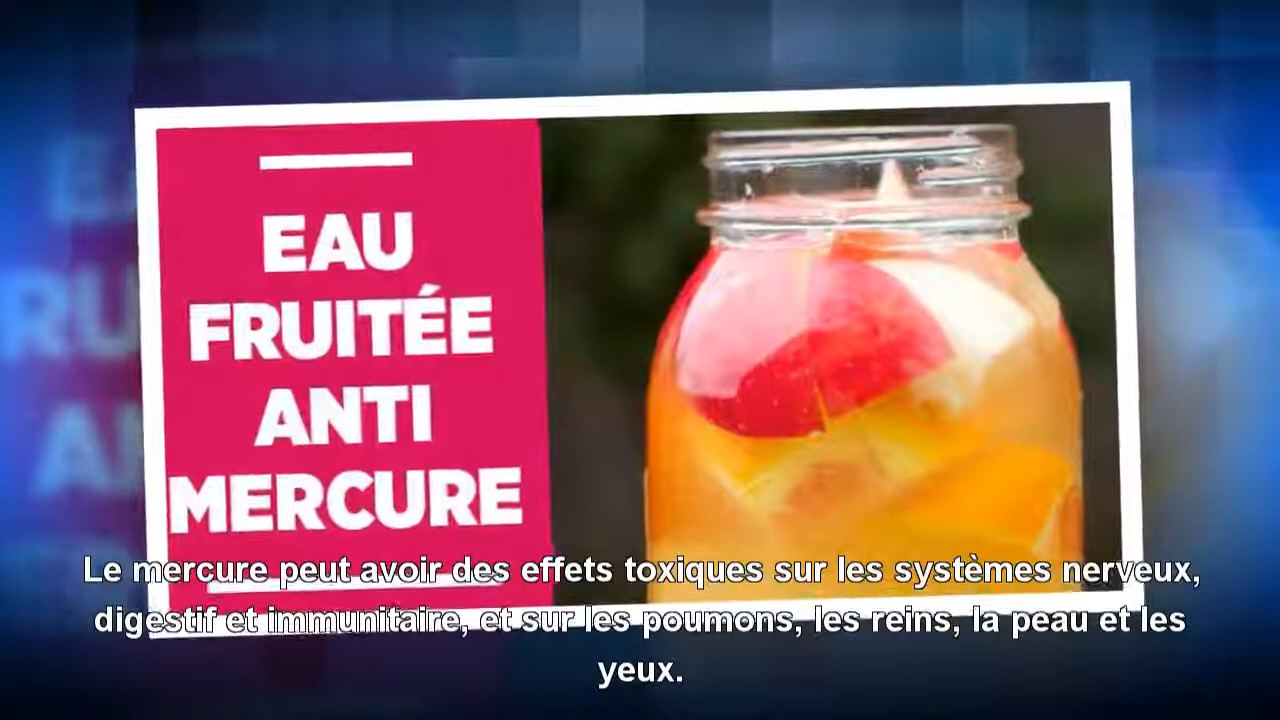 EAU
FRUITÉE
ANTI
MERCURE
Le mercure peut avoir des effets toxiques sur les systèmes nerveux,
digestif et immunitaire, et sur les poumons, les reins, la peau et les
yeux.